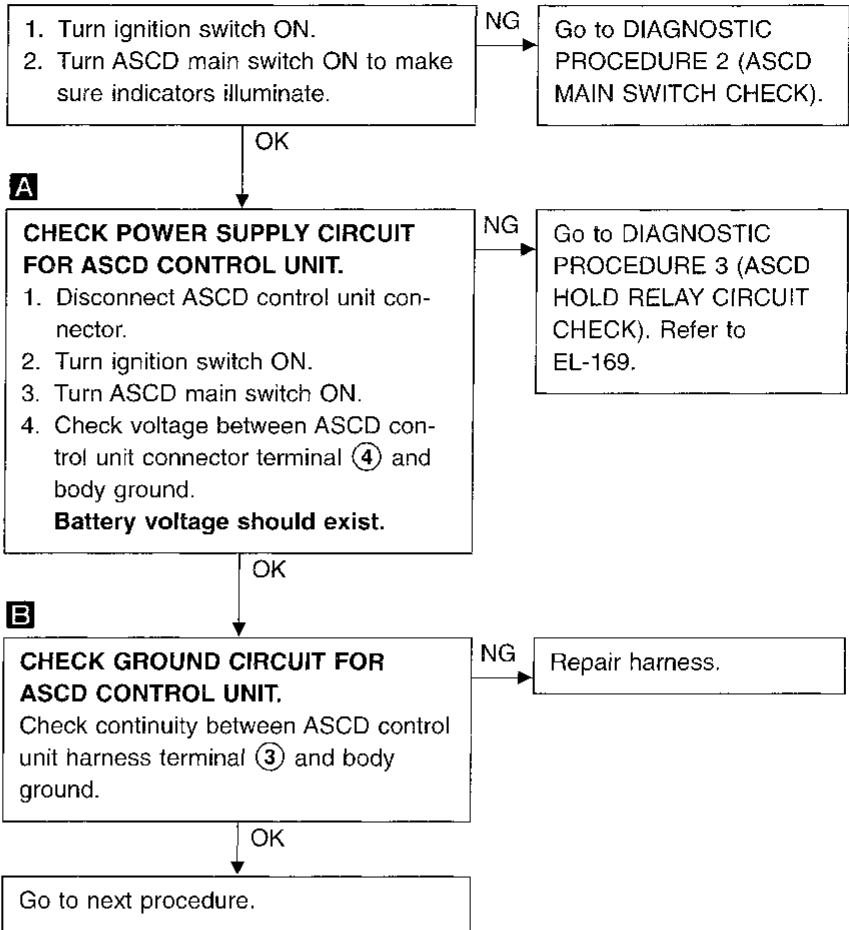 1. Turn ignition switch ON.
2. Turn ASCD main switch ON to make
sure indicators illuminate.
NG
Go to DIAGNOSTIC
PROCEDURE 2 (ASCD
MAIN SWITCH CHECK).
OK
A
CHECK POWER SUPPLY CIRCUIT
FOR ASCD CONTROL UNIT.
1. Disconnect ASCD control unit con-
nector.
2. Turn ignition switch ON.
3. Turn ASCD main switch ON.
4. Check voltage between ASCD con-
trol unit connector terminal ④ and
body ground.
Battery voltage should exist.
NG
Go to DIAGNOSTIC
PROCEDURE 3 (ASCD
HOLD RELAY CIRCUIT
CHECK). Refer to
EL-169.
OK
B
CHECK GROUND CIRCUIT FOR
ASCD CONTROL UNIT.
Check continuity between ASCD control
unit harness terminal ③ and body
ground.
NG
Repair harness.
OK
Go to next procedure.